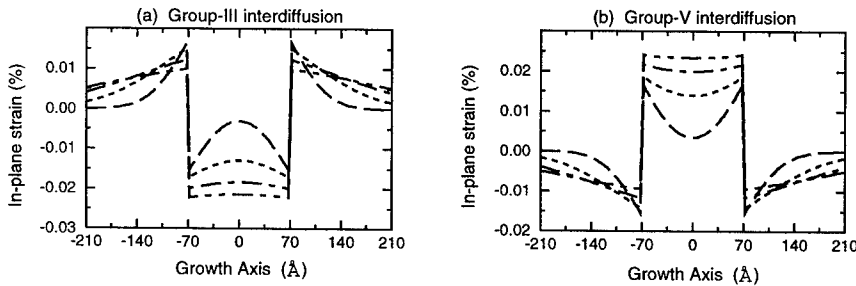 (a) Group-III interdiffusion
In-plane strain (%)
0.01
0.00
-0.01
-0.02
-0.03
-210 -140 -70 0 70 140 210
Growth Axis (Å)
(b) Group-V interdiffusion
In-plane strain (%)
0.02
0.01
0.00
-0.01
-0.02
-210 -140 -70 0 70 140 210
Growth Axis (Å)